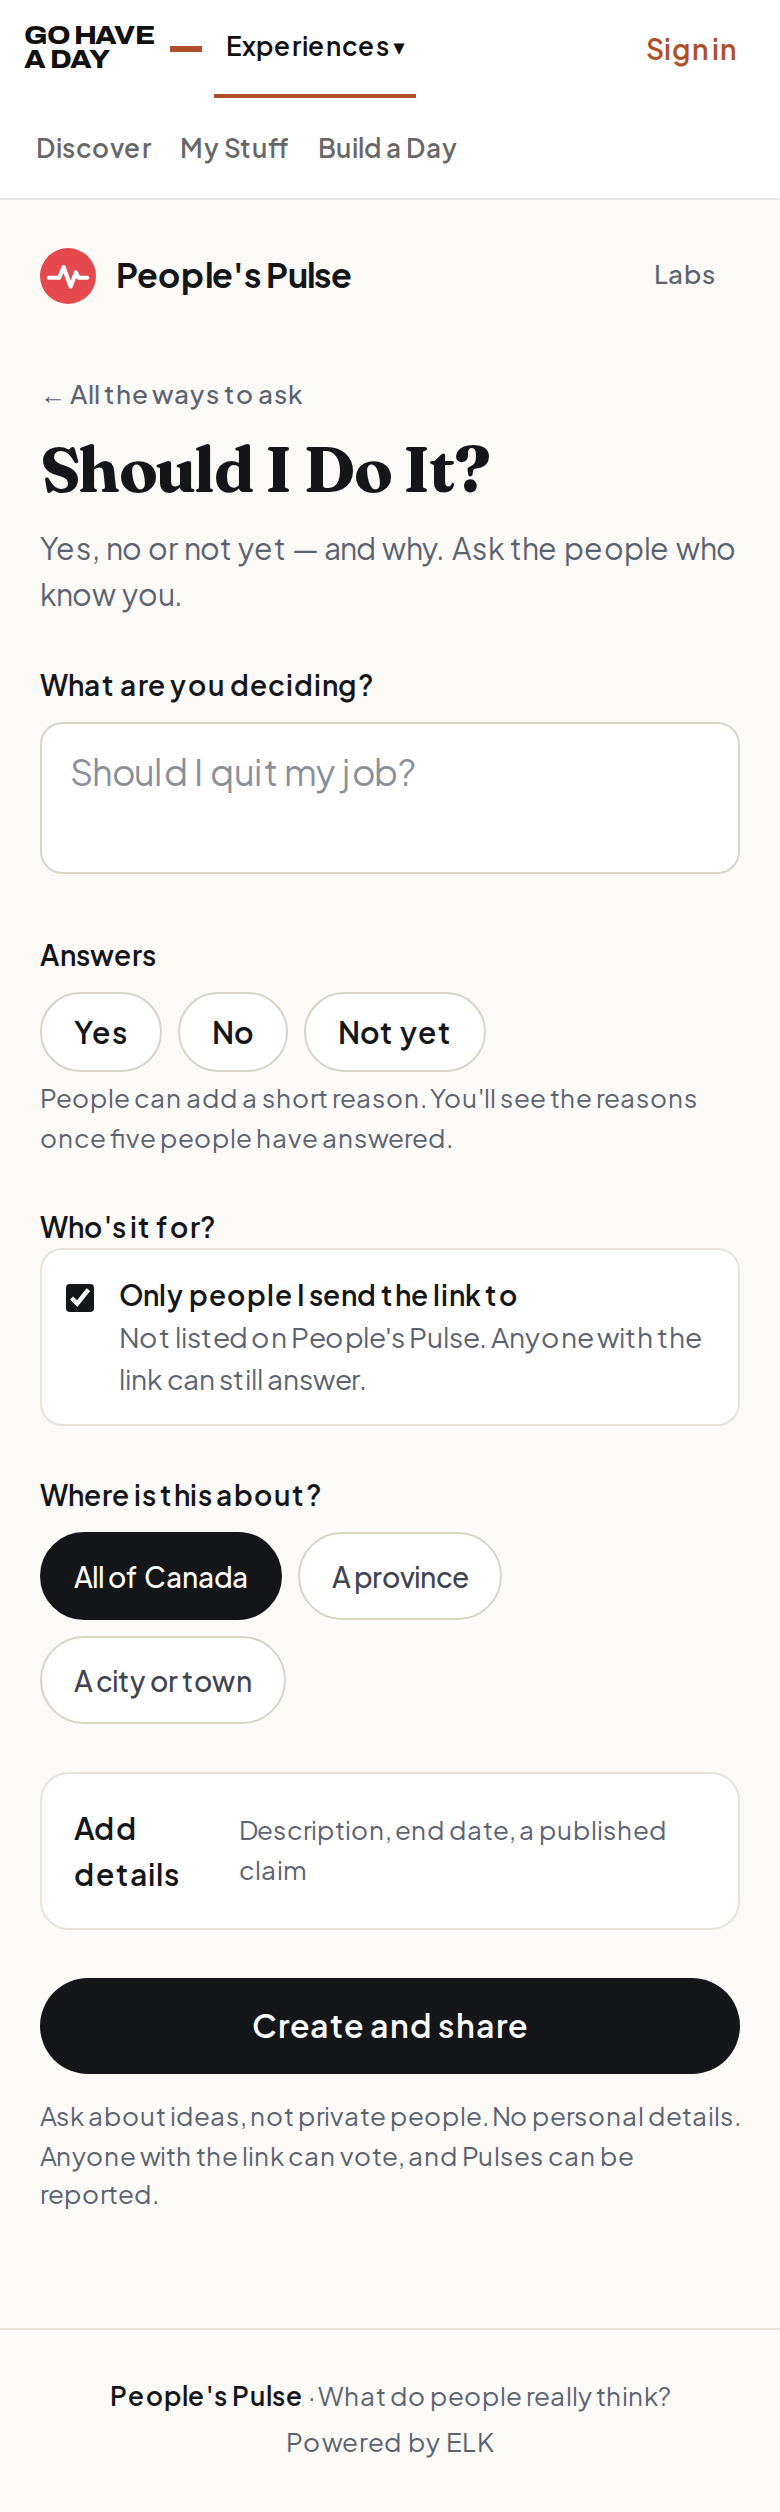 GO HAVE
A DAY
Experiences ▾
Sign in
Discover My Stuff Build a Day
People's Pulse
Labs
← All the ways to ask
Should I Do It?
Yes, no or not yet — and why. Ask the people who
know you.
What are you deciding?
Should I quit my job?
Answers
Yes No Not yet
People can add a short reason. You'll see the reasons
once five people have answered.
Who's it for?
Only people I send the link to
Not listed on People's Pulse. Anyone with the
link can still answer.
Where is this about?
All of Canada A province
A city or town
Add
details
Description, end date, a published
claim
Create and share
Ask about ideas, not private people. No personal details.
Anyone with the link can vote, and Pulses can be
reported.
People's Pulse · What do people really think?
Powered by ELK